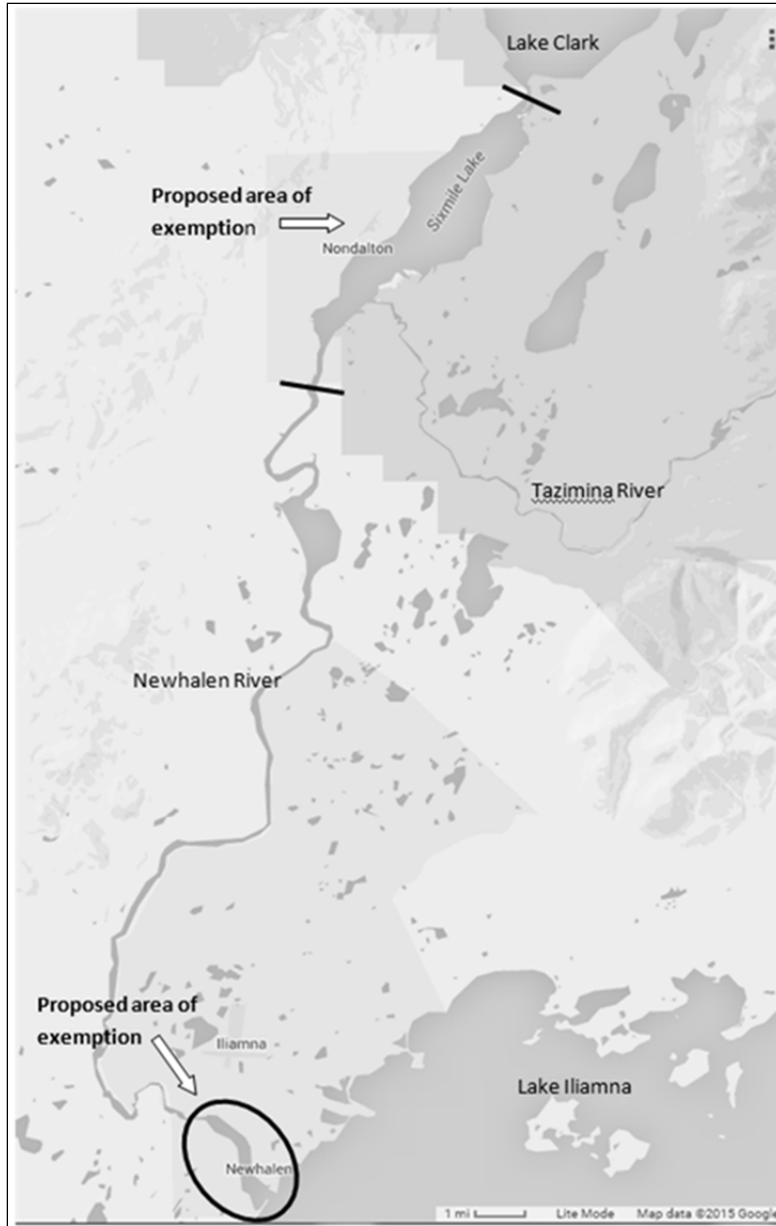 Lake Clark
Sixmile Lake
Proposed area of
exemption
Nondalton
Tazimina River
Newhalen River
Proposed area of
exemption
Iliamna
Lake Iliamna
Newhalen
1 mi
Lite Mode
Map data ©2015 Google